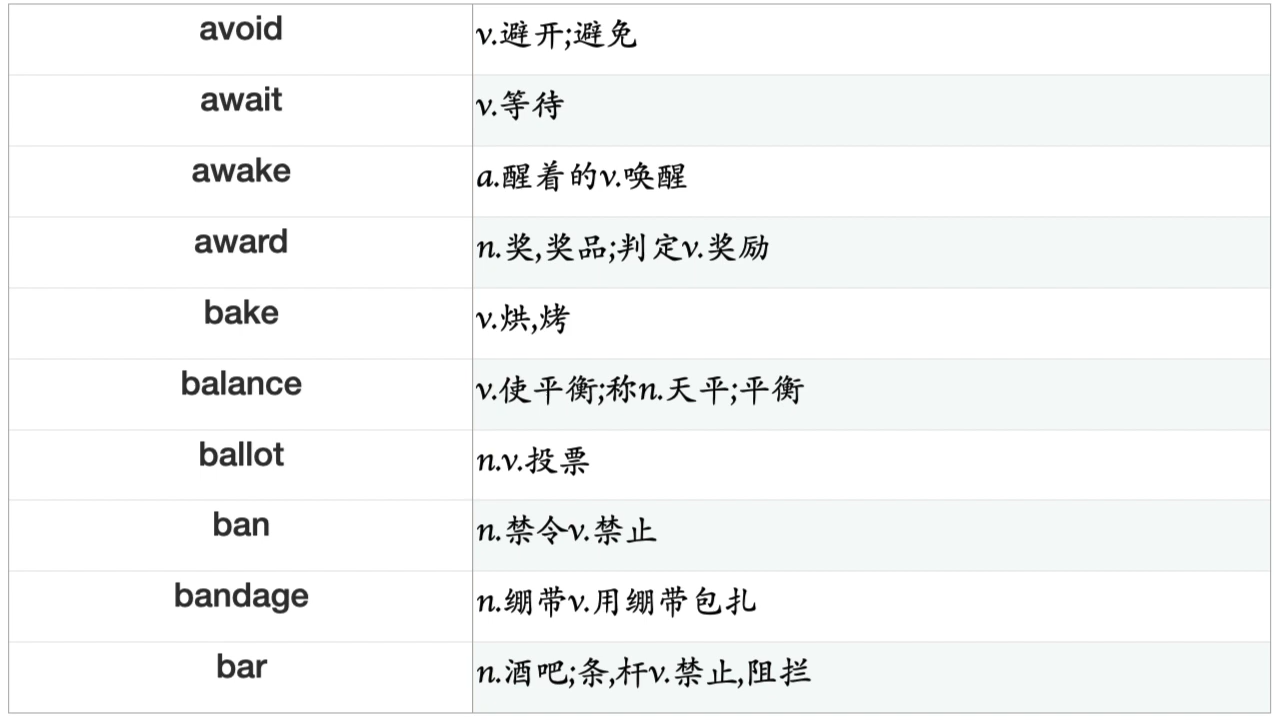 avoid v.避开;避免
await v.等待
awake a.醒着的v.唤醒
award n.奖,奖品;判定v.奖励
bake v.烘,烤
balance v.使平衡;称n.天平;平衡
ballot n.v.投票
ban n.禁令v.禁止
bandage n.绷带v.用绷带包扎
bar n.酒吧;条,杆v.禁止,阻拦